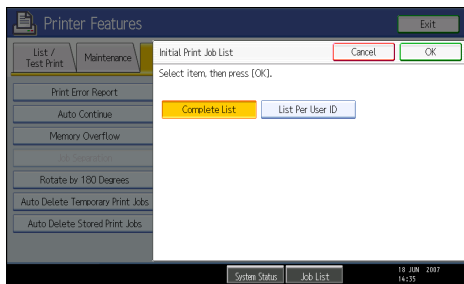 Printer Features
Exit
List /
Test Print
Maintenance
Print Error Report
Auto Continue
Memory Overflow
Job Separation
Rotate by 180 Degrees
Auto Delete Temporary Print Jobs
Auto Delete Stored Print Jobs
Initial Print Job List
Cancel
OK
Select item, then press [OK].
Complete List
List Per User ID
System Status
Job List
18 JUN 2007
14:35